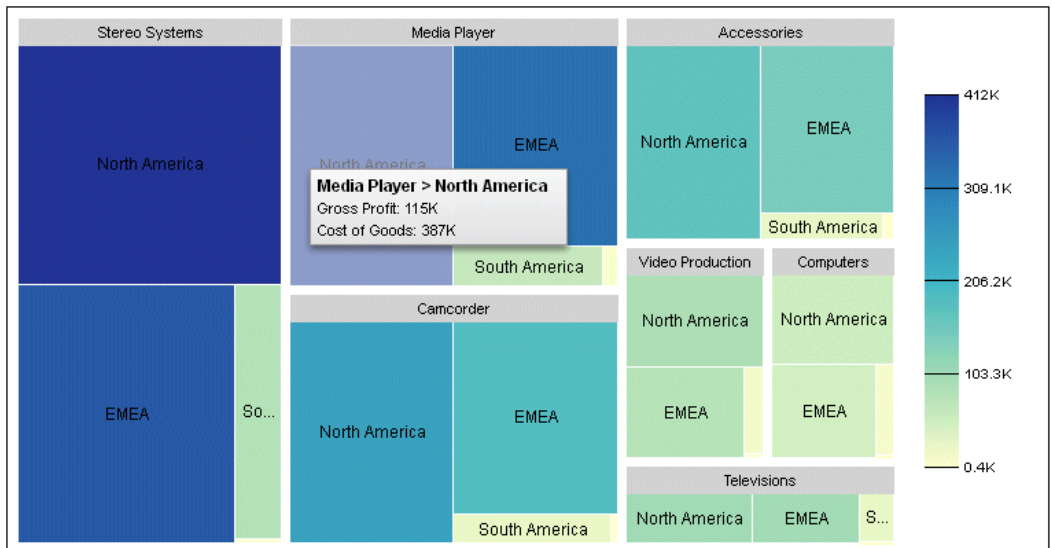 Stereo Systems
North America
EMEA
So...
Media Player
North America
EMEA
Media Player > North America
Gross Profit: 115K
Cost of Goods: 387K
South America
Camcorder
North America
EMEA
South America
Accessories
North America
EMEA
South America
Video Production
North America
EMEA
Computers
North America
EMEA
Televisions
North America
EMEA
S...
412K
309.1K
206.2K
103.3K
0.4K